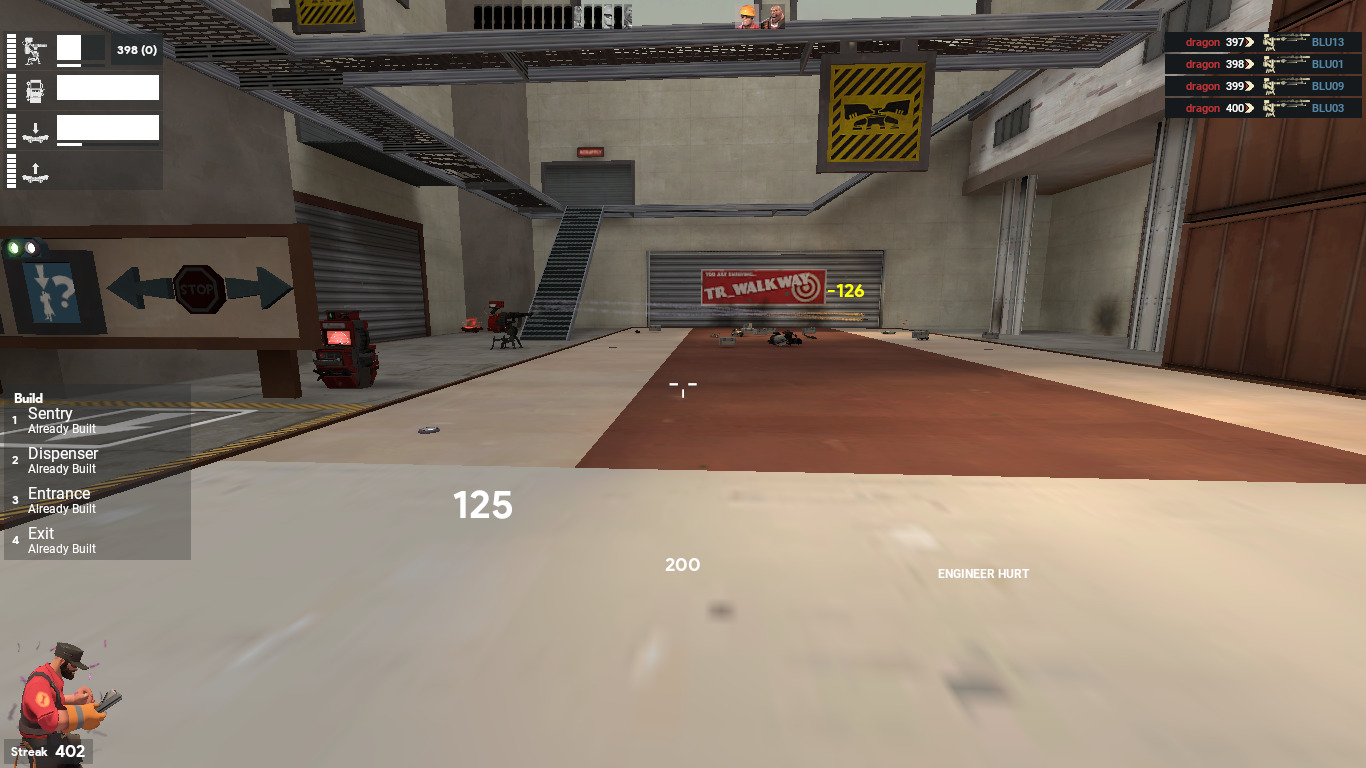 398 (0)
dragon 397 BLU13
dragon 398 BLU01
dragon 399 BLU09
dragon 400 BLU03
?
STOP
TR_WALKWAY
-126
Build
1 Sentry
Already Built
2 Dispenser
Already Built
3 Entrance
Already Built
4 Exit
Already Built
125
200
ENGINEER HURT
Streak 402